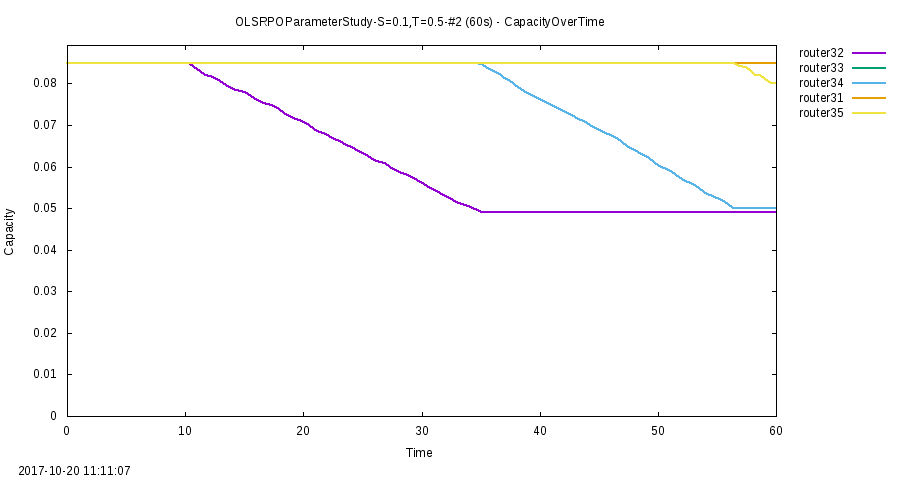 OLSRPOParameterStudy-S=0.1,T=0.5-#2 (60s) - CapacityOverTime
router32
router33
router34
router31
router35
0.08
0.07
0.06
0.05
0.04
0.03
0.02
0.01
0
Capacity
0 10 20 30 40 50 60
Time
2017-10-20 11:11:07